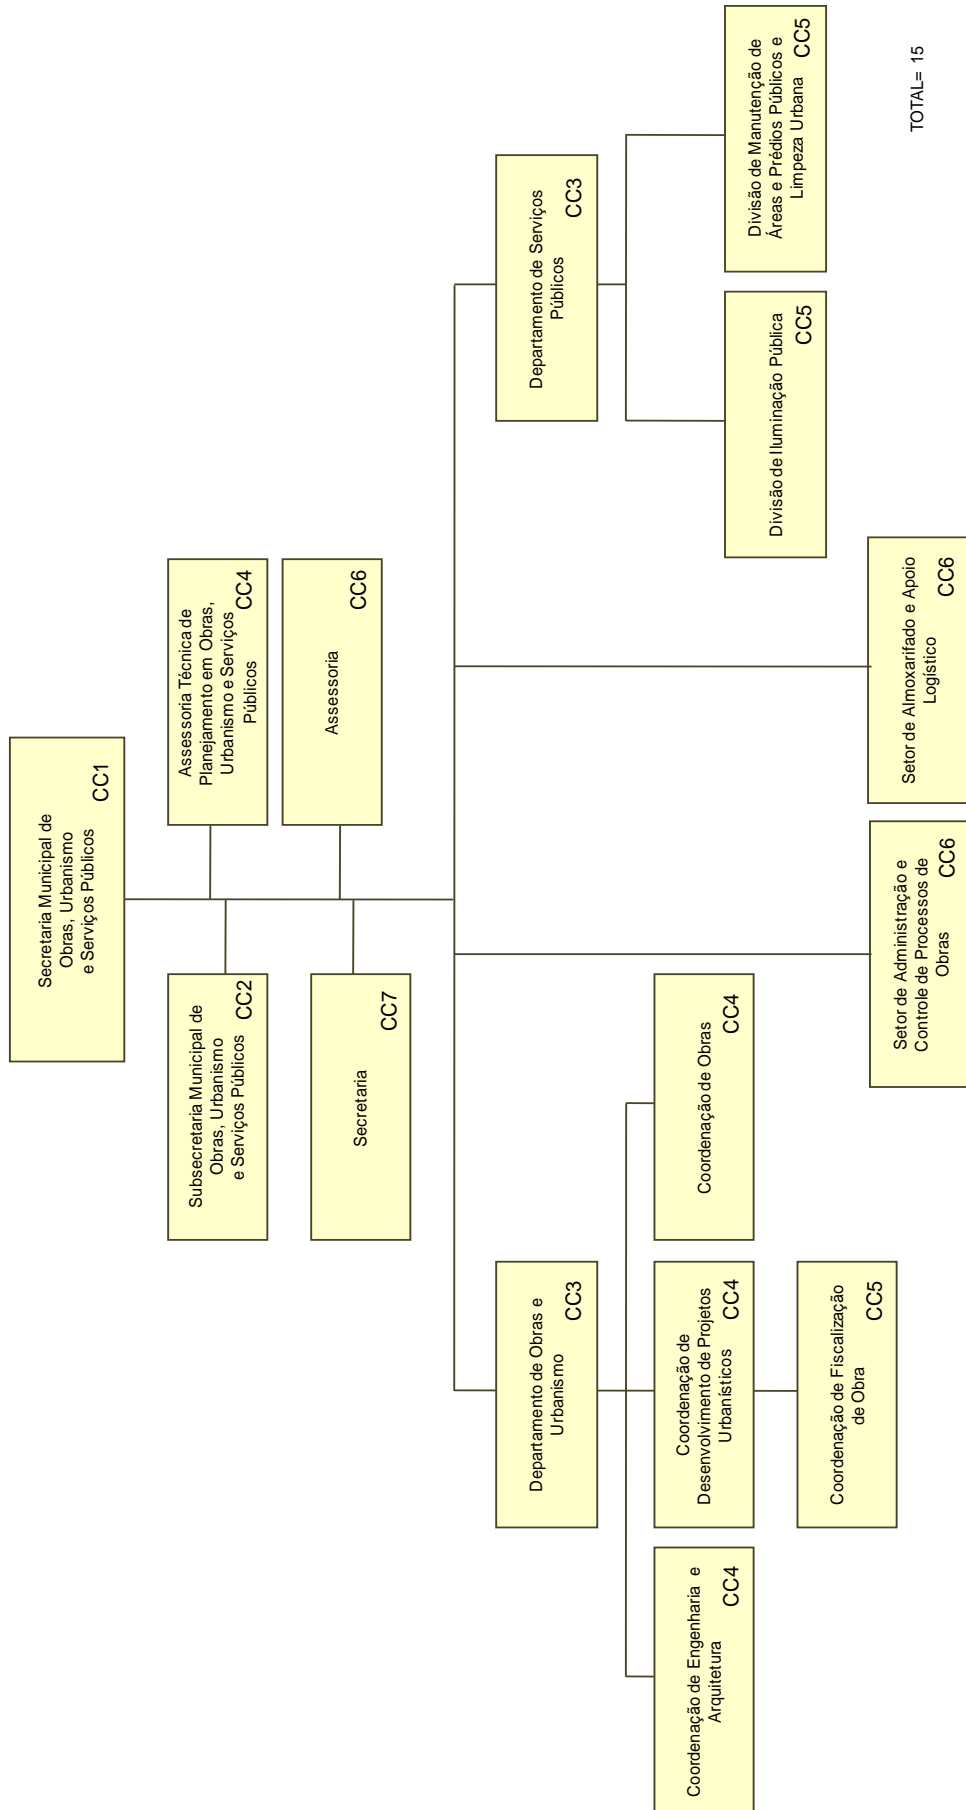 Secretaria Municipal de
Obras, Urbanismo
e Serviços Públicos
CC1
Subsecretaria Municipal de
Obras, Urbanismo
e Serviços Públicos CC2
Assessoria Técnica de
Planejamento em Obras,
Urbanismo e Serviços
Públicos
CC4
Secretaria
CC7
Assessoria
CC6
Departamento de Obras e
Urbanismo
CC3
Departamento de Serviços
Públicos
CC3
Coordenação de Engenharia e
Arquitetura
CC4
Coordenação de
Desenvolvimento de Projetos
Urbanísticos
CC4
Coordenação de Obras
CC4
Divisão de Iluminação Pública
CC5
Divisão de Manutenção de
Áreas e Prédios Públicos e
Limpeza Urbana CC5
Coordenação de Fiscalização
de Obra
CC5
Setor de Administração e
Controle de Processos de
Obras
CC6
Setor de Almoxarifado e Apoio
Logístico
CC6
TOTAL= 15